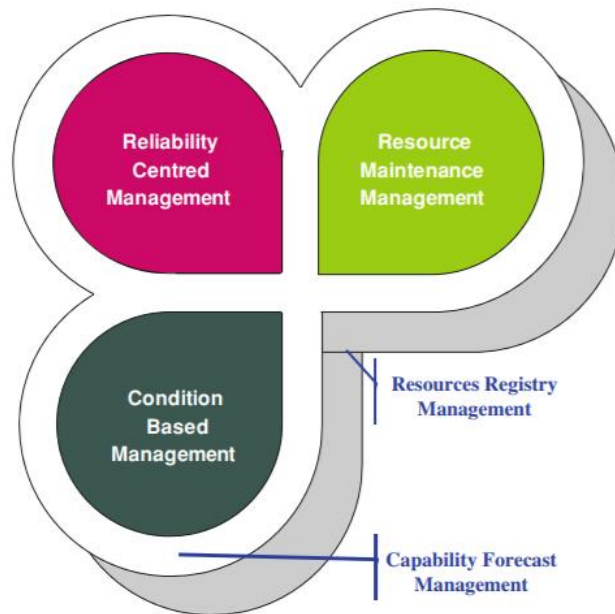 Reliability
Centred
Management
Resource
Maintenance
Management
Condition
Based
Management
Resources Registry
Management
Capability Forecast
Management